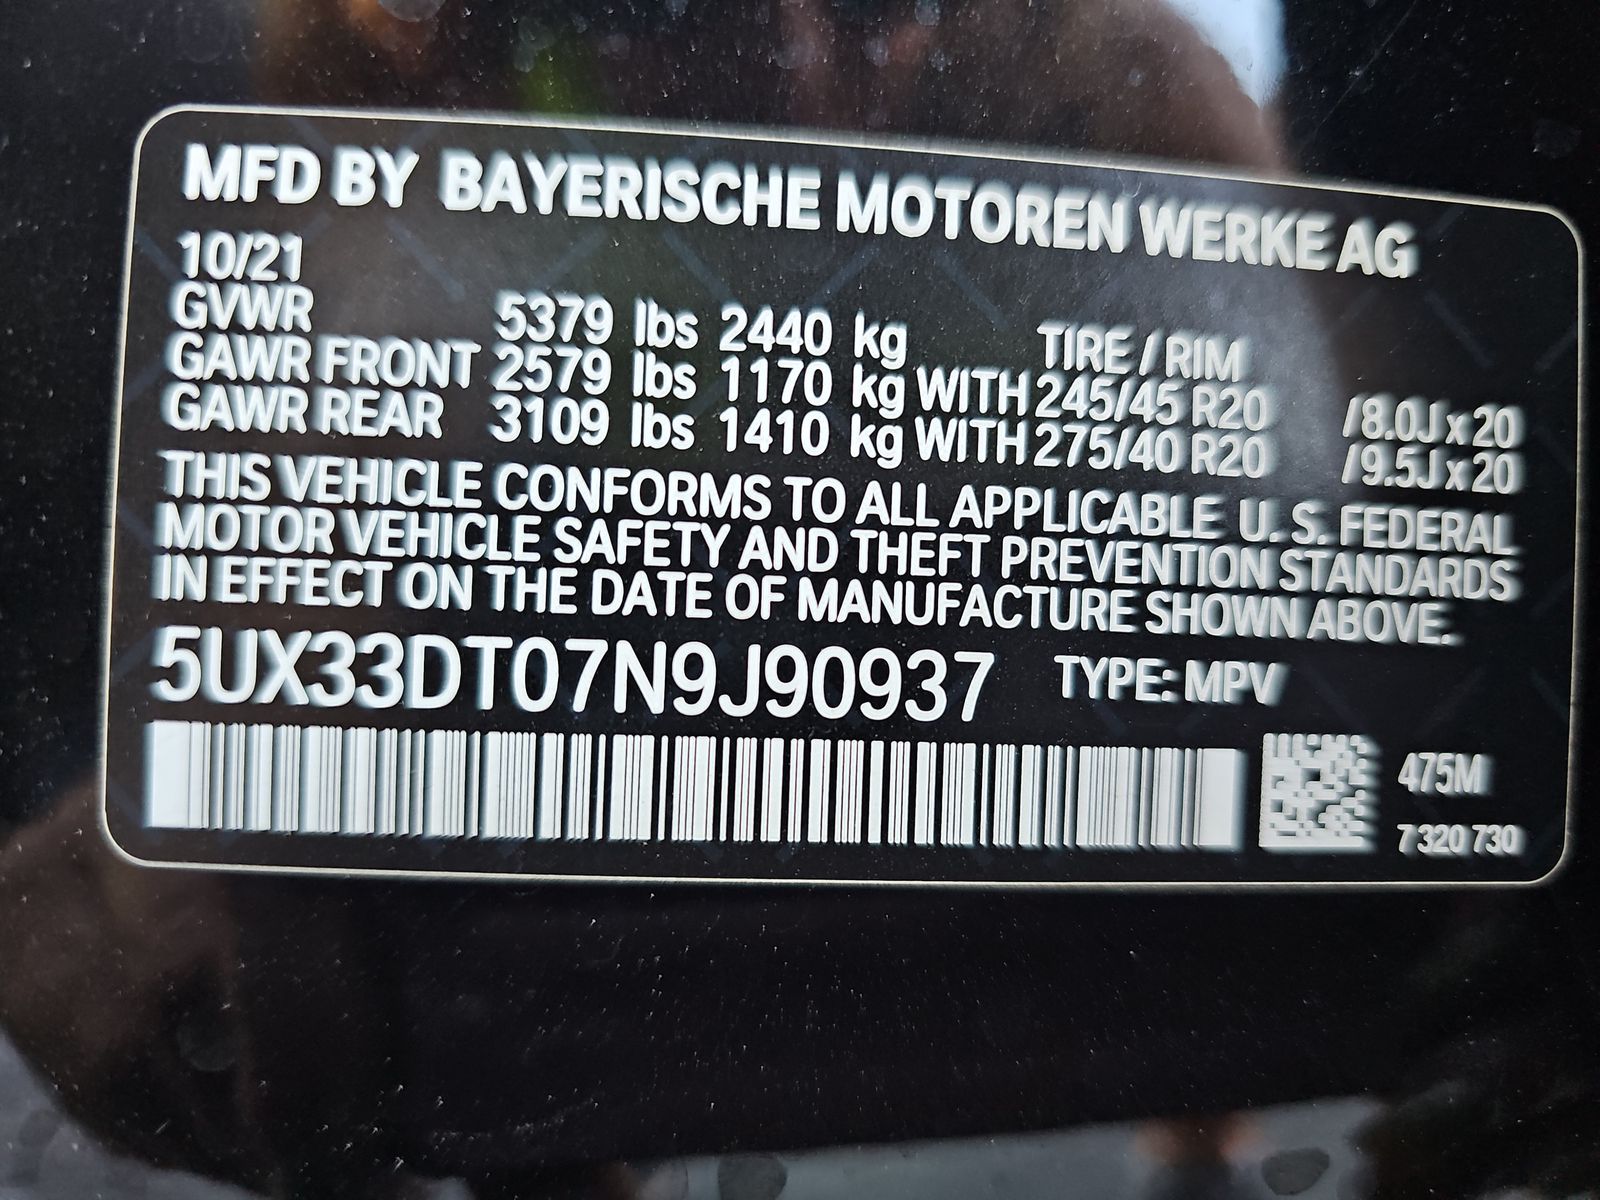 MFD BY BAYERISCHE MOTOREN WERKE AG
10/21
GVWR 5379 lbs 2440 kg TIRE / RIM
GAWR FRONT 2579 lbs 1170 kg WITH 245/45 R20 /8.0J x 20
GAWR REAR 3109 lbs 1410 kg WITH 275/40 R20 /9.5J x 20
THIS VEHICLE CONFORMS TO ALL APPLICABLE U. S. FEDERAL
MOTOR VEHICLE SAFETY AND THEFT PREVENTION STANDARDS
IN EFFECT ON THE DATE OF MANUFACTURE SHOWN ABOVE.
5UX33DT07N9J90937 TYPE: MPV
475M
7 320 730